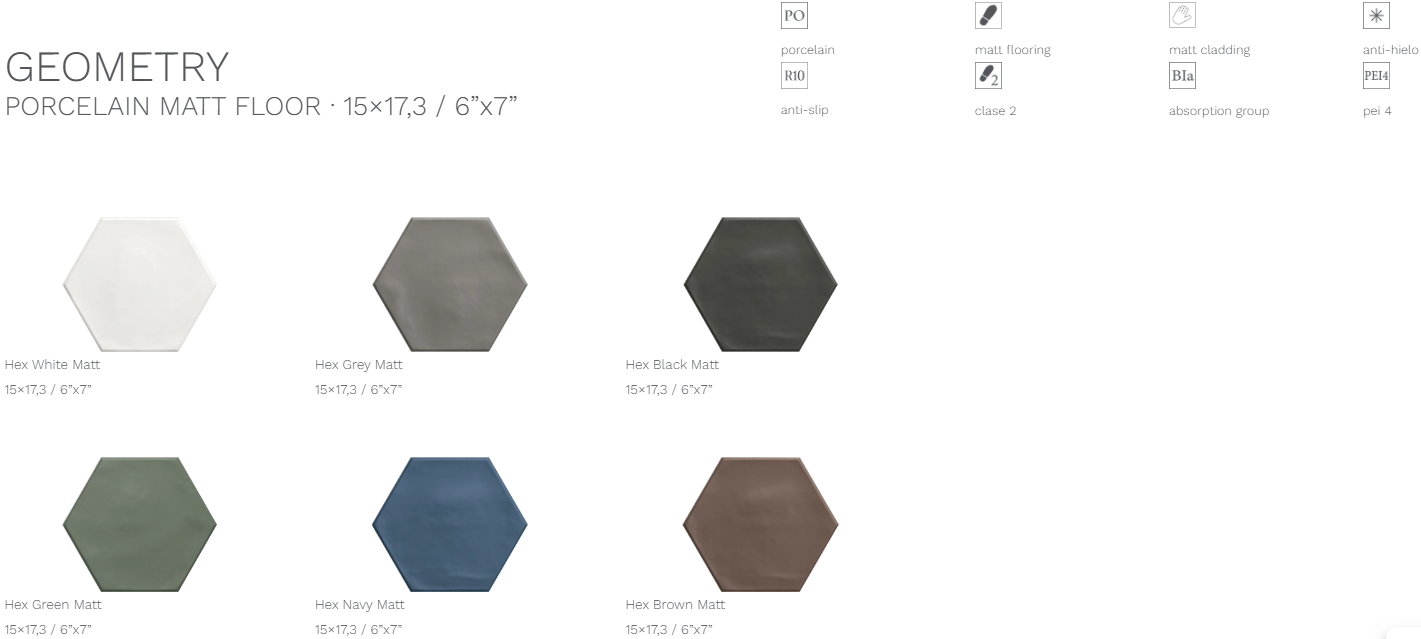 GEOMETRY
PORCELAIN MATT FLOOR · 15×17,3 / 6”x7”
PO
porcelain
matt flooring
matt cladding
anti-hielo
R10
2
BIa
PEI4
anti-slip
clase 2
absorption group
pei 4
Hex White Matt
15×17,3 / 6”x7”
Hex Grey Matt
15×17,3 / 6”x7”
Hex Black Matt
15×17,3 / 6”x7”
Hex Green Matt
15×17,3 / 6”x7”
Hex Navy Matt
15×17,3 / 6”x7”
Hex Brown Matt
15×17,3 / 6”x7”